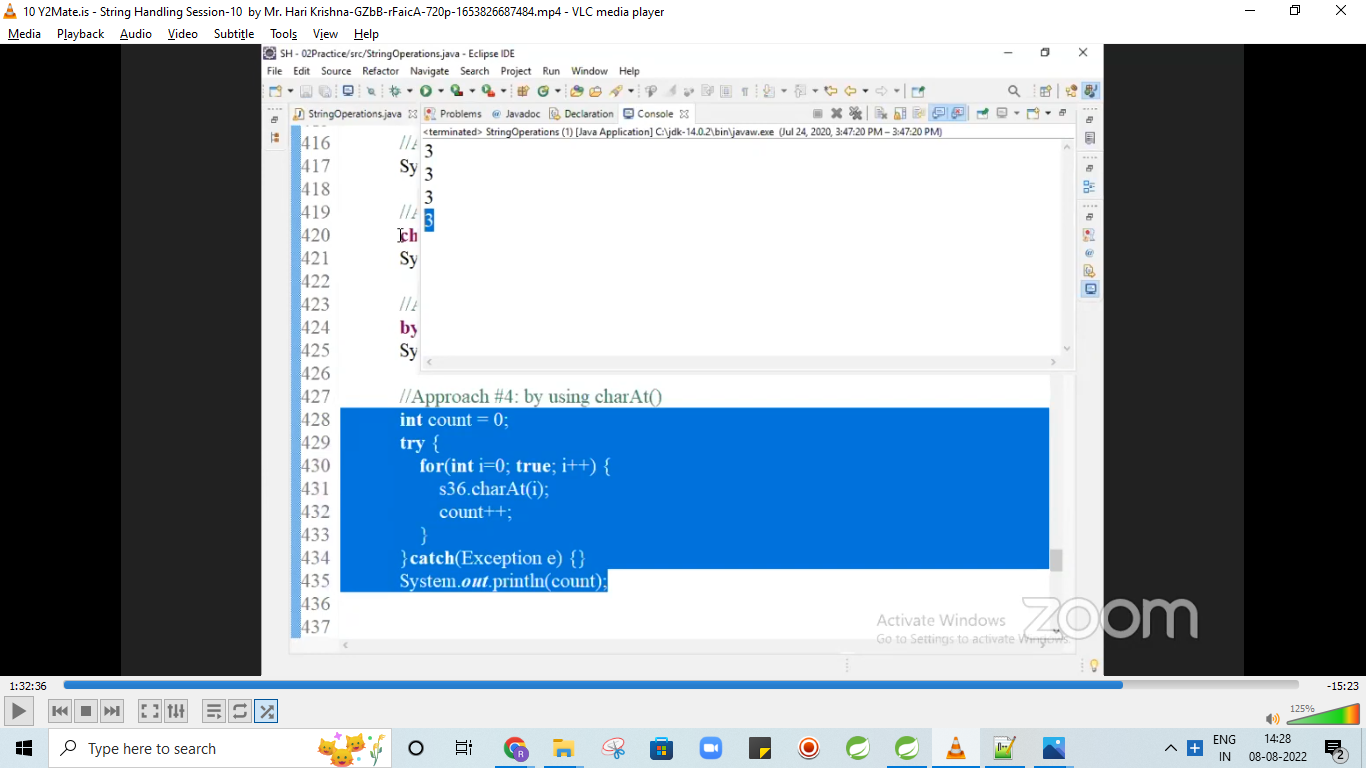 10 Y2Mate.is - String Handling Session-10  by Mr. Hari Krishna-GZbB-rFaicA-720p-1653826687484.mp4 - VLC media player
Media Playback Audio Video Subtitle Tools View Help
SH - 02Practice/src/StringOperations.java - Eclipse IDE
File Edit Source Refactor Navigate Search Project Run Window Help
StringOperations.java Problems Javadoc Declaration Console
<terminated> StringOperations (1) [Java Application] C:\jdk-14.0.2\bin\javaw.exe (Jul 24, 2020, 3:47:20 PM – 3:47:20 PM)
3
3
3
3
416 //A
417 Sy
418
419 //A
420 ch
421 Sy
422
423 //A
424 by
425 Sy
426
427 //Approach #4: by using charAt()
428 int count = 0;
429 try {
430 for(int i=0; true; i++) {
431 s36.charAt(i);
432 count++;
433 }
434 }catch(Exception e) {}
435 System.out.println(count);
436
437
Activate Windows
Go to Settings to activate Windows.
zoom
1:32:36 -15:23
125%
Type here to search
ENG
IN
14:28
08-08-2022
2